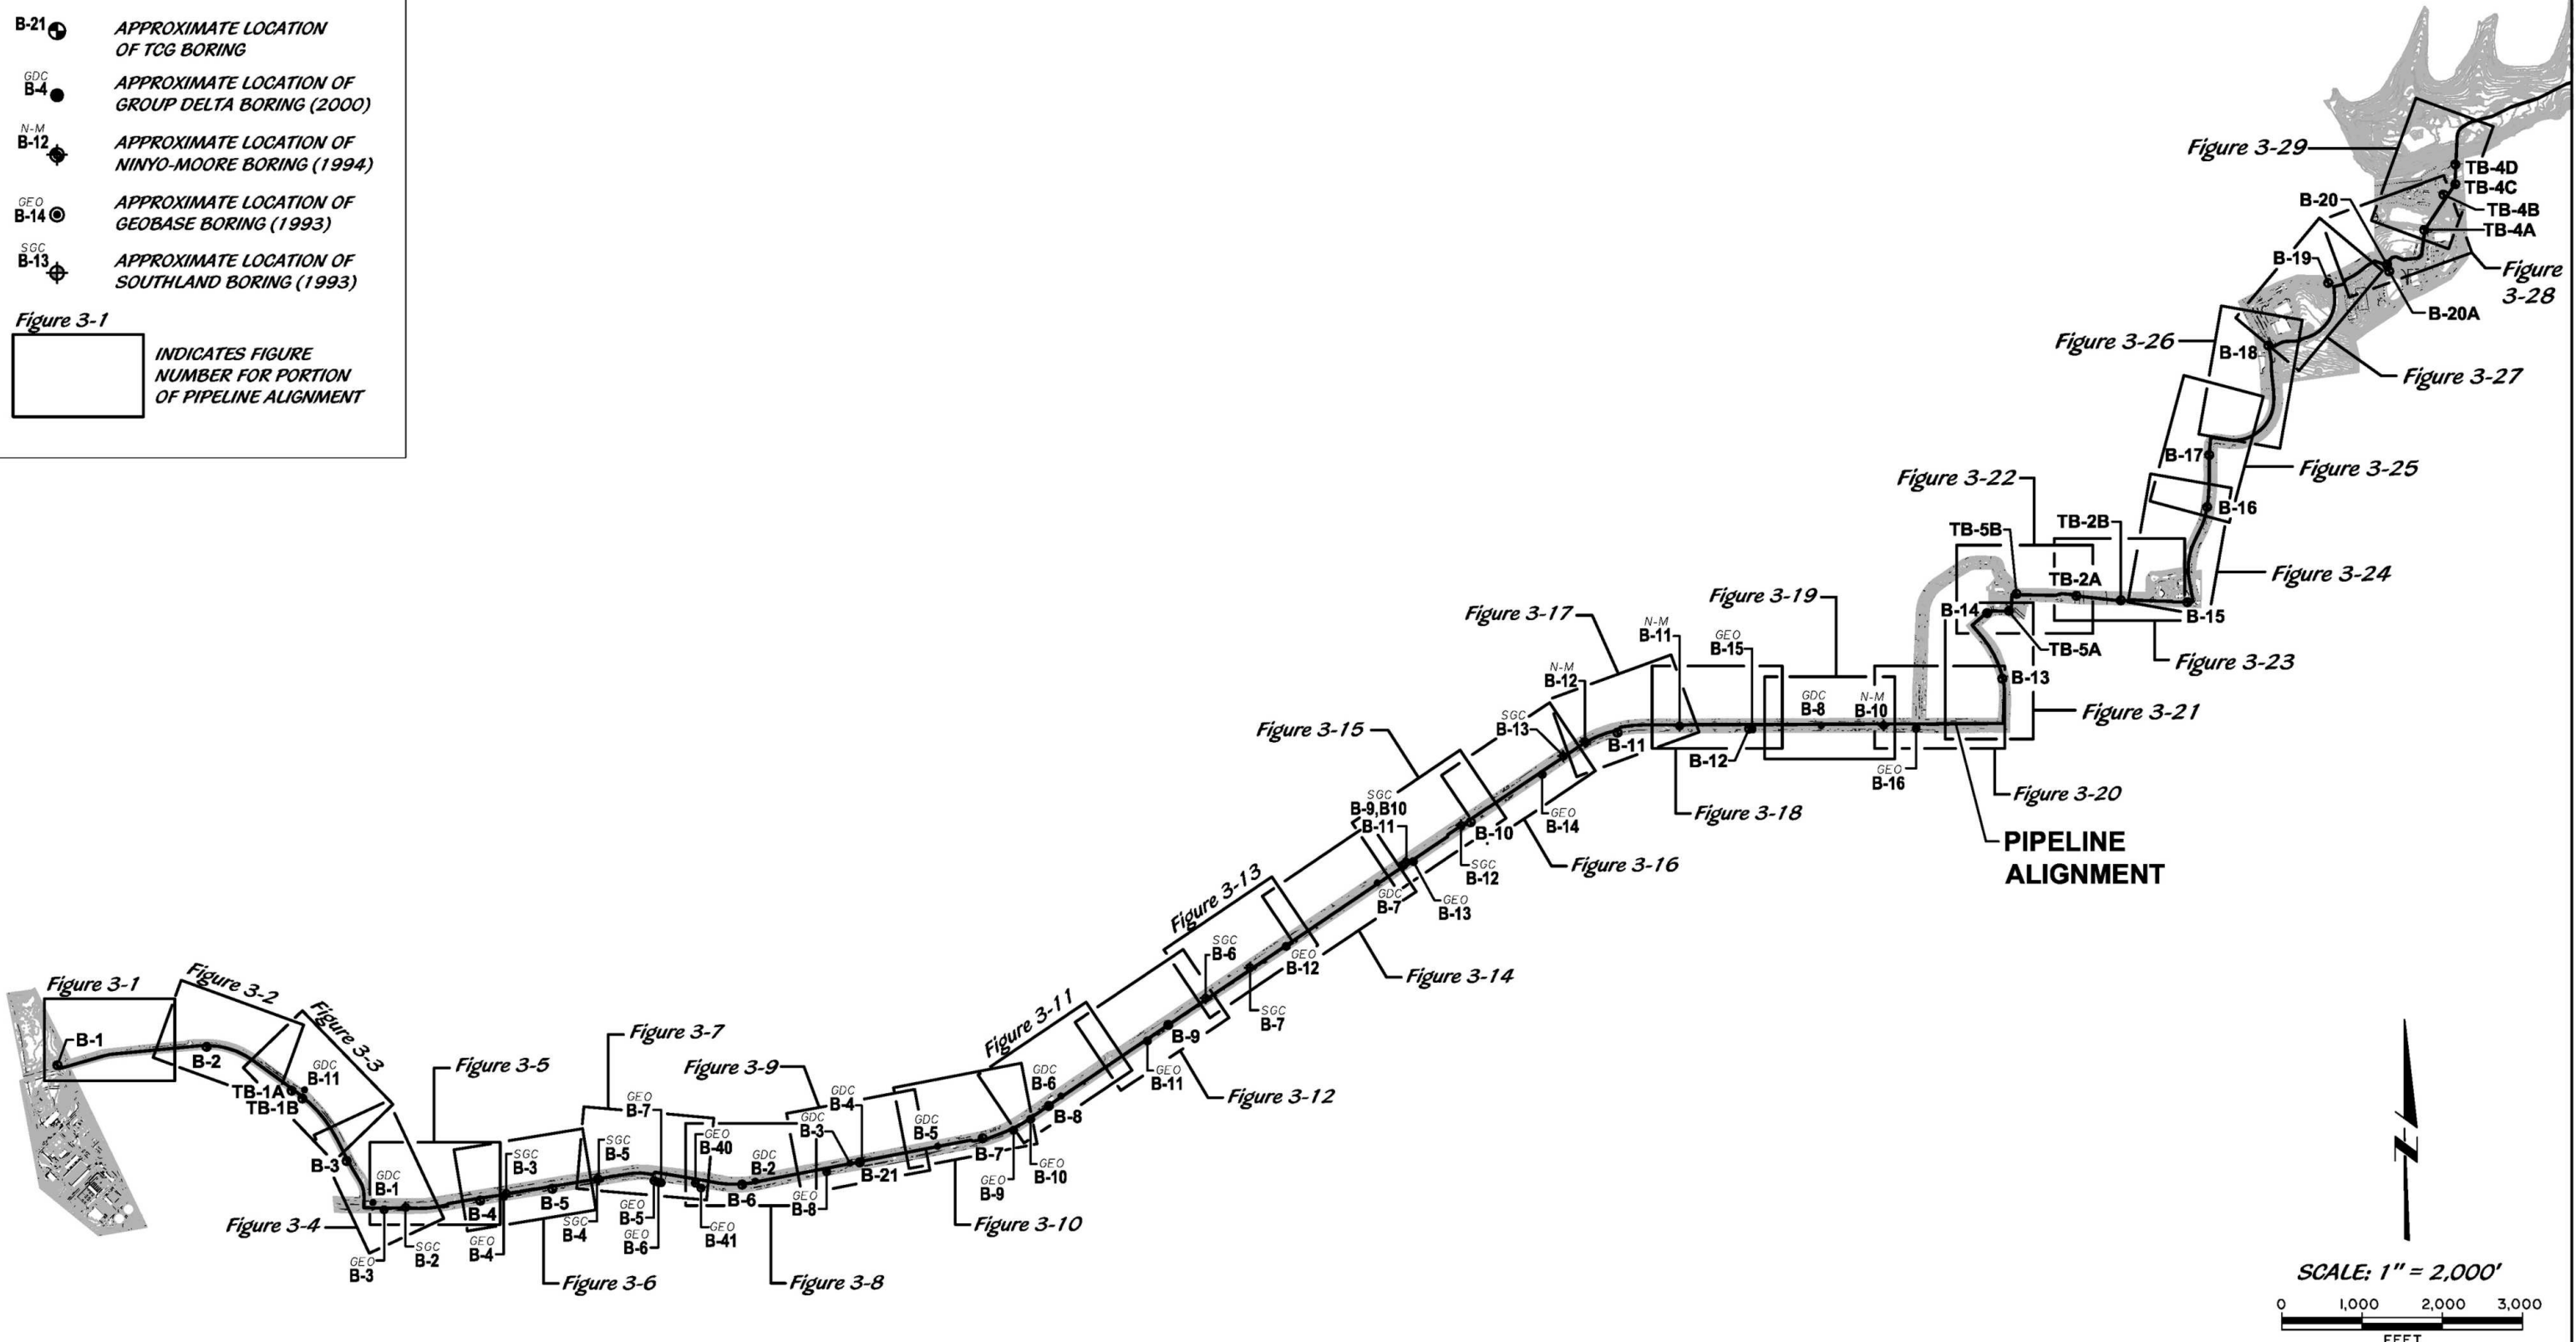 B-21
APPROXIMATE LOCATION
OF TCG BORING
GDC
B-4
APPROXIMATE LOCATION OF
GROUP DELTA BORING (2000)
N-M
B-12
APPROXIMATE LOCATION OF
NINYO-MOORE BORING (1994)
GEO
B-14
APPROXIMATE LOCATION OF
GEOBASE BORING (1993)
SGC
B-13
APPROXIMATE LOCATION OF
SOUTHLAND BORING (1993)
Figure 3-1
INDICATES FIGURE
NUMBER FOR PORTION
OF PIPELINE ALIGNMENT
Figure 3-1
B-1
Figure 3-2
B-2
Figure 3-3
GDC
B-11
TB-1A
TB-1B
B-3
GDC
B-1
Figure 3-4
GEO
B-3
SGC
B-2
Figure 3-5
B-4
GEO
B-4
SGC
B-3
B-5
Figure 3-6
SGC
B-5
SGC
B-4
Figure 3-7
GEO
B-7
GEO
B-5
GEO
B-6
GEO
B-40
GEO
B-41
B-6
GDC
B-2
Figure 3-8
Figure 3-9
GDC
B-3
GDC
B-4
GEO
B-8
B-21
GDC
B-5
B-7
Figure 3-10
GEO
B-9
GEO
B-10
Figure 3-11
GDC
B-6
B-8
GEO
B-11
B-9
Figure 3-12
Figure 3-13
SGC
B-6
SGC
B-7
GEO
B-12
Figure 3-14
Figure 3-15
SGC
B-9,B10
B-11
GDC
B-7
GEO
B-13
B-10
SGC
B-12
Figure 3-16
GEO
B-14
SGC
B-13
N-M
B-12
Figure 3-17
B-11
N-M
B-11
GEO
B-15
B-12
Figure 3-18
Figure 3-19
GDC
B-8
N-M
B-10
GEO
B-16
Figure 3-20
PIPELINE
ALIGNMENT
Figure 3-21
B-13
B-14
TB-5A
TB-5B
Figure 3-22
TB-2A
TB-2B
Figure 3-23
B-15
Figure 3-24
B-16
B-17
Figure 3-25
Figure 3-26
B-18
Figure 3-27
B-19
B-20
B-20A
Figure
3-28
TB-4A
TB-4B
TB-4C
TB-4D
Figure 3-29
N
SCALE: 1" = 2,000'
0 1,000 2,000 3,000
FEET